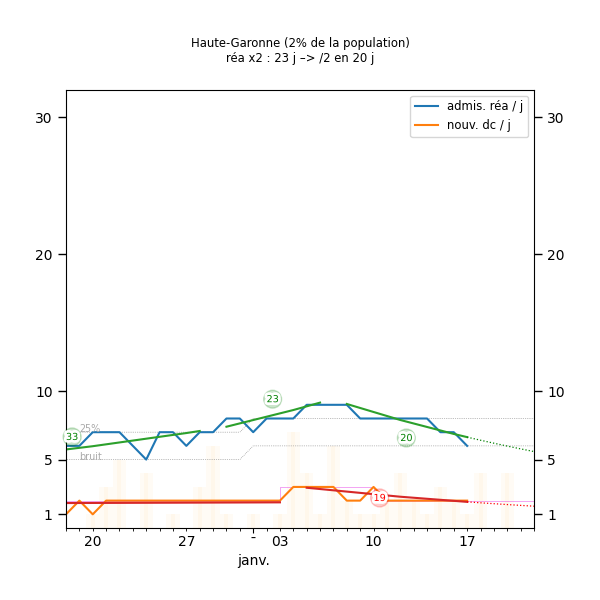 Haute-Garonne (2% de la population)
réa x2 : 23 j –> /2 en 20 j
admis. réa / j
nouv. dc / j
30 30
20 20
10 10
5 5
1 1
33
25%
bruit
23
20
19
20 27 - 03 10 17
janv.